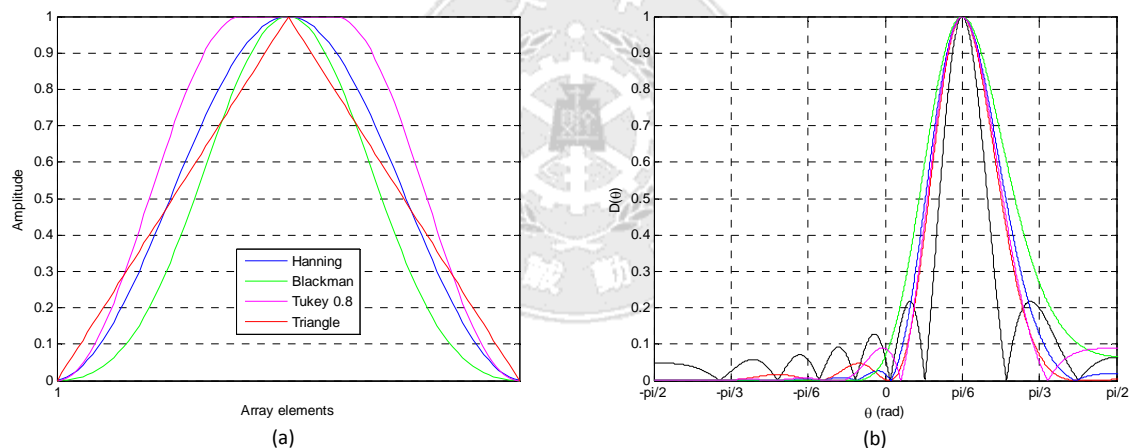 1
0.9
0.8
0.7
0.6
0.5
0.4
0.3
0.2
0.1
0
Amplitude
Hanning
Blackman
Tukey 0.8
Triangle
1
Array elements
(a)
1
0.9
0.8
0.7
0.6
0.5
0.4
0.3
0.2
0.1
0
D(θ)
-pi/2 -pi/3 -pi/6 0 pi/6 pi/3 pi/2
θ (rad)
(b)